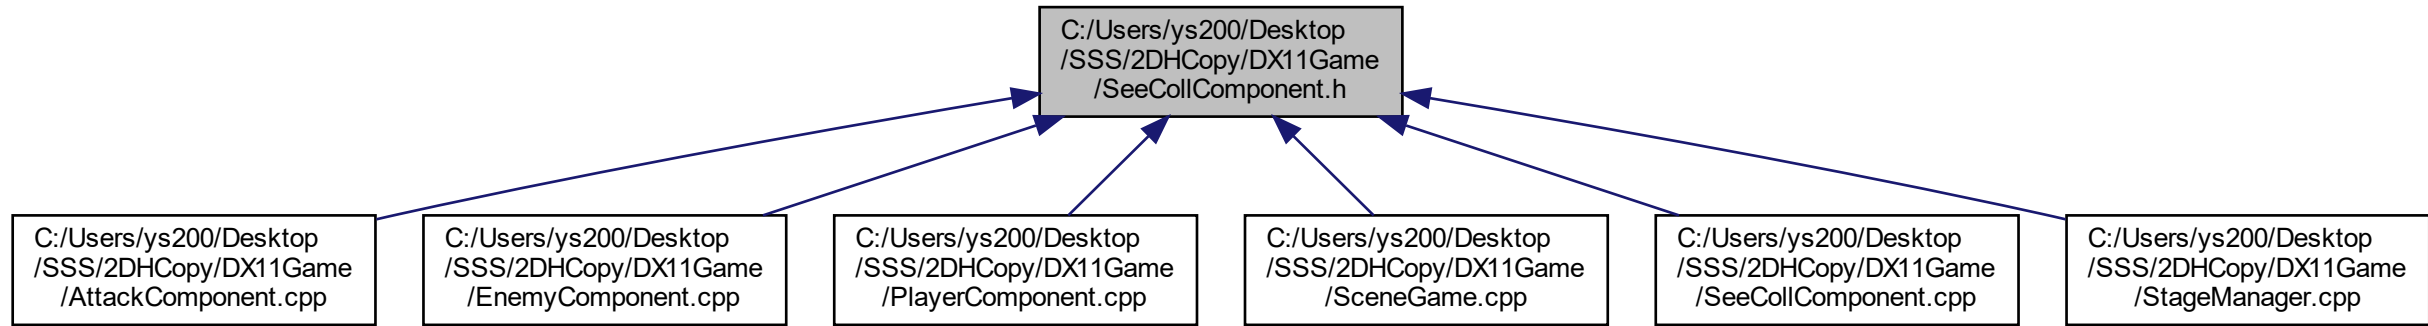 C:/Users/ys200/Desktop
/SSS/2DHCopy/DX11Game
/SeeCollComponent.h
C:/Users/ys200/Desktop
/SSS/2DHCopy/DX11Game
/AttackComponent.cpp
C:/Users/ys200/Desktop
/SSS/2DHCopy/DX11Game
/EnemyComponent.cpp
C:/Users/ys200/Desktop
/SSS/2DHCopy/DX11Game
/PlayerComponent.cpp
C:/Users/ys200/Desktop
/SSS/2DHCopy/DX11Game
/SceneGame.cpp
C:/Users/ys200/Desktop
/SSS/2DHCopy/DX11Game
/SeeCollComponent.cpp
C:/Users/ys200/Desktop
/SSS/2DHCopy/DX11Game
/StageManager.cpp